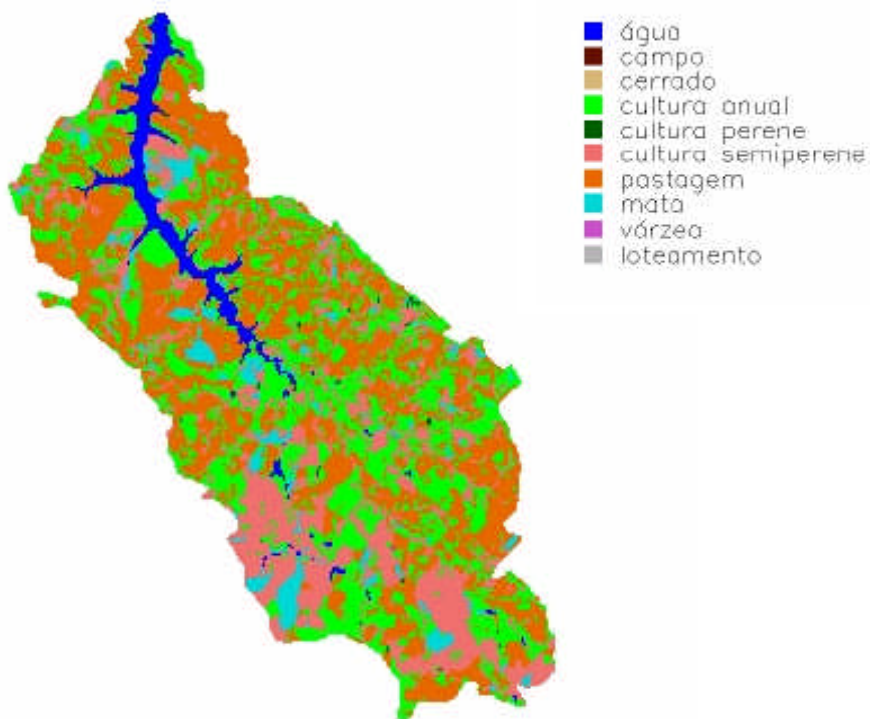 água
campo
cerrado
cultura anual
cultura perene
cultura semiperene
pastagem
mata
várzea
loteamento